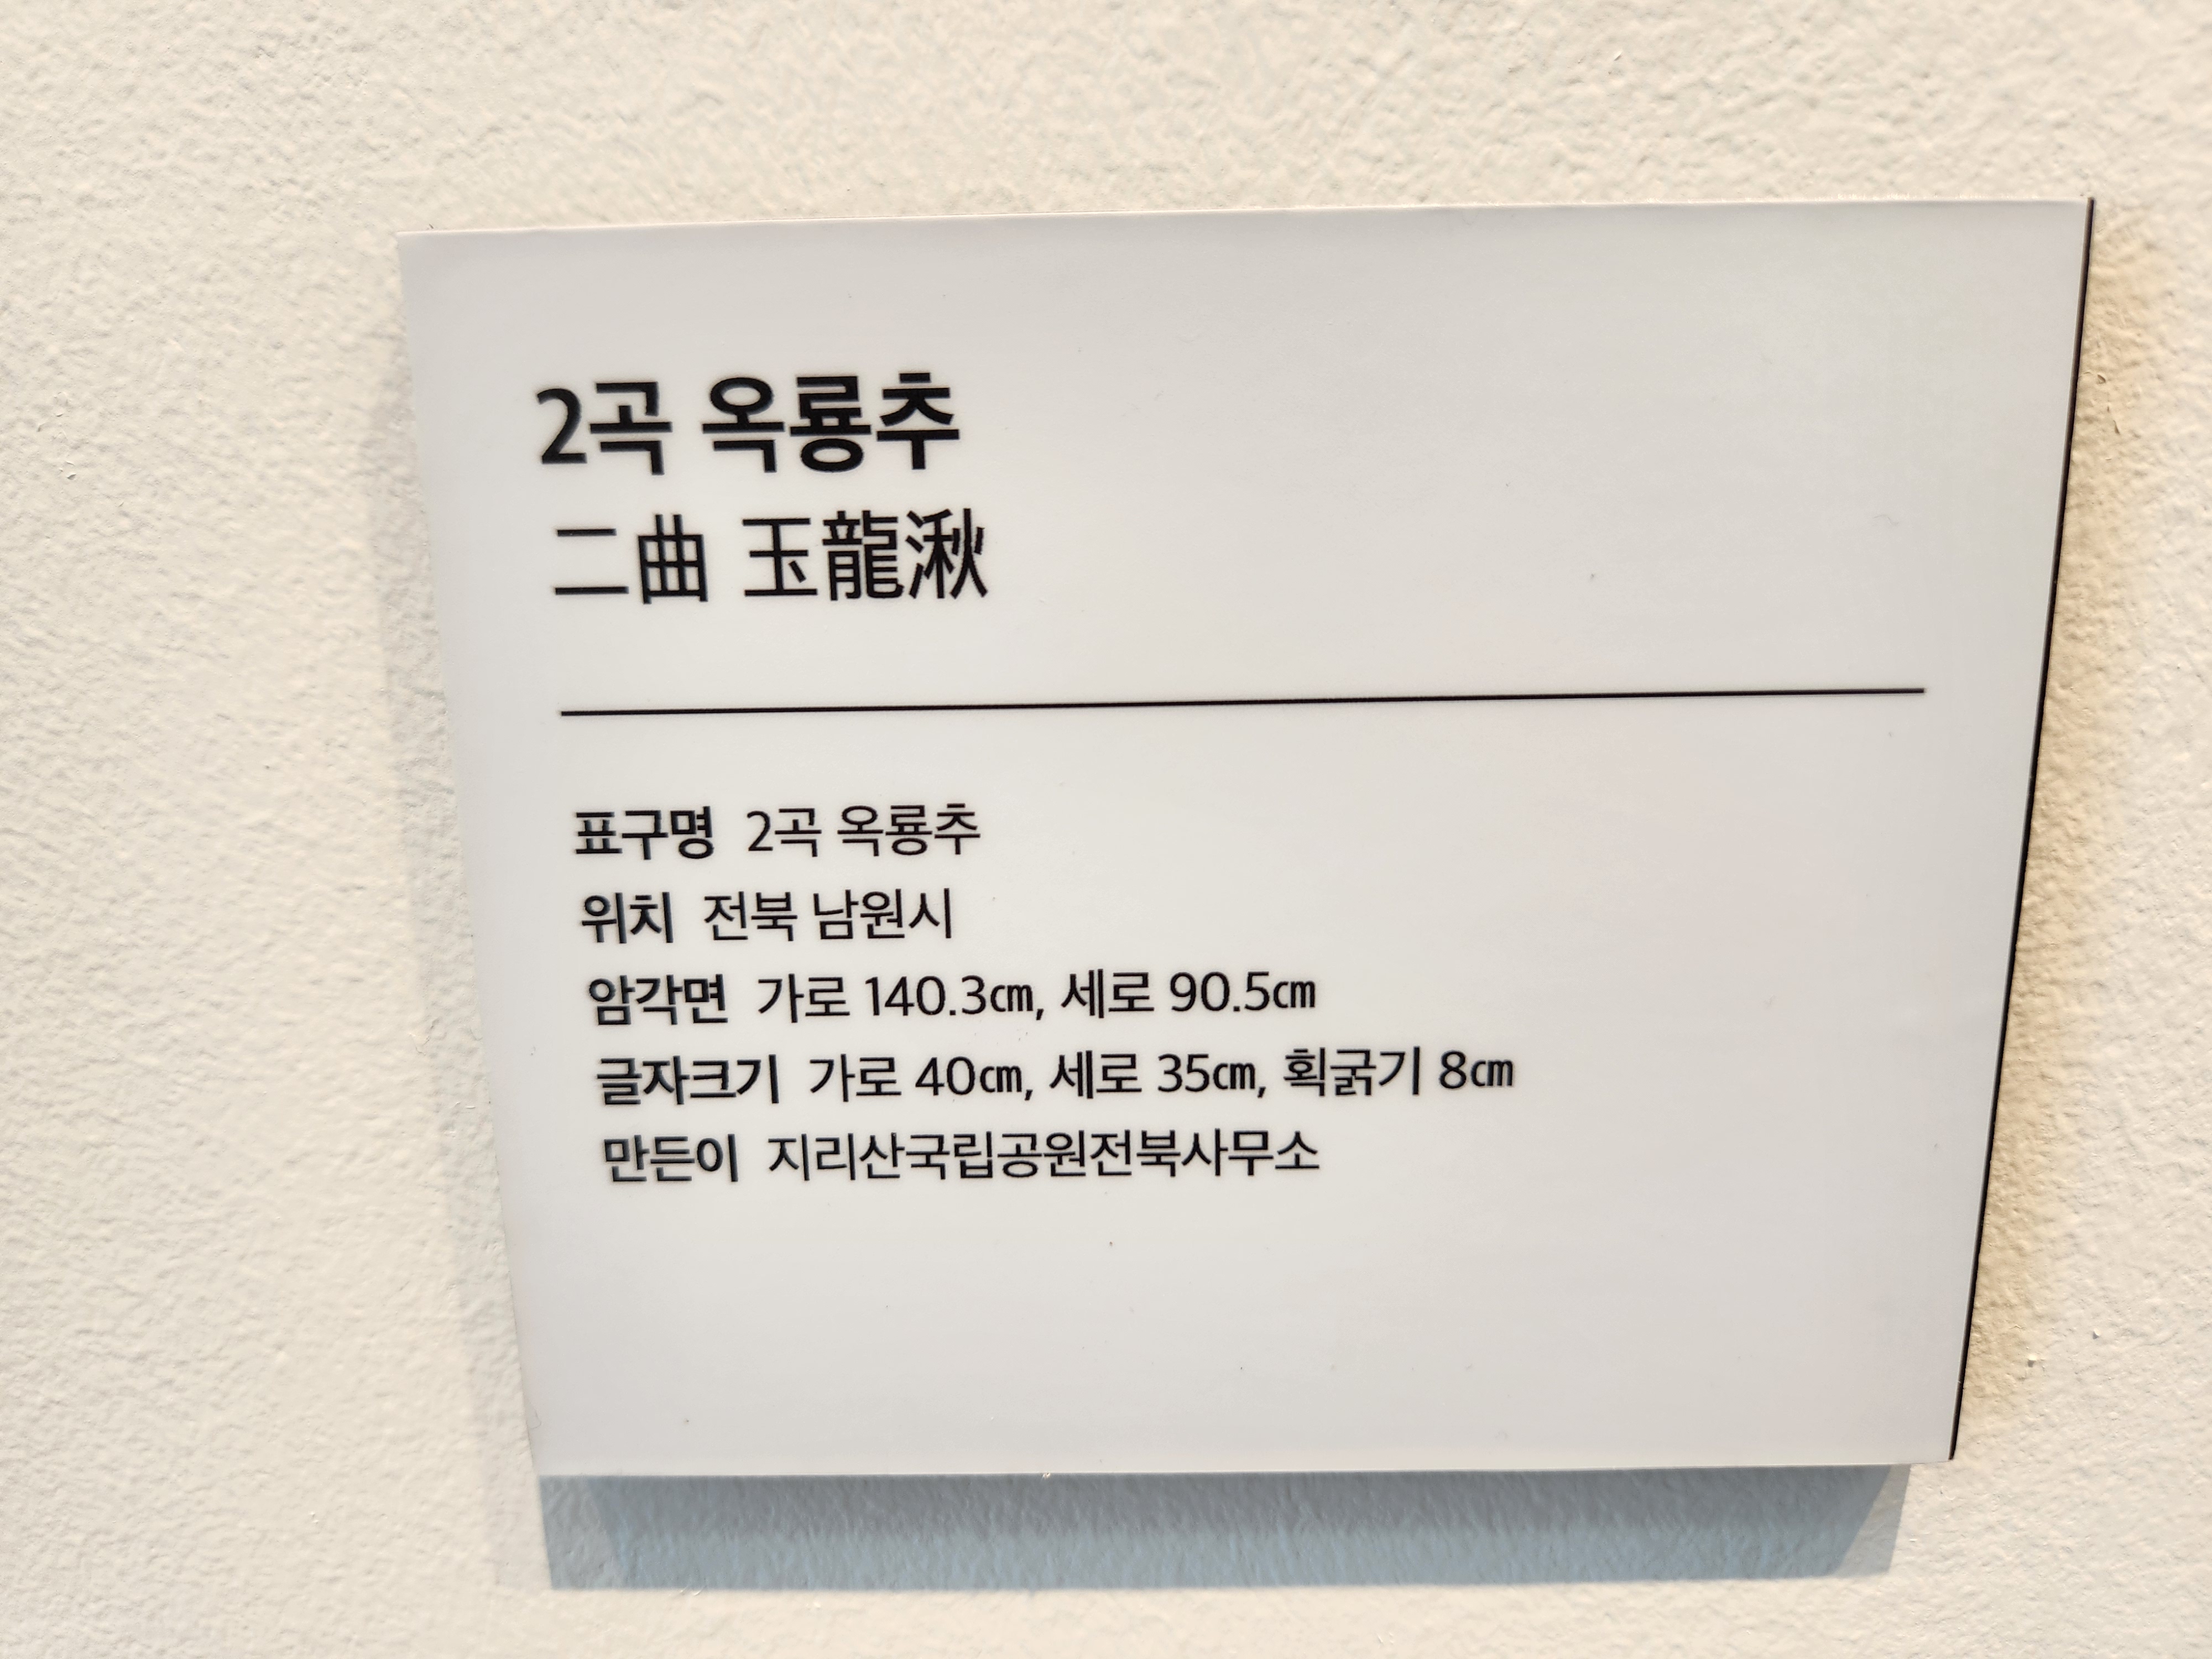 2곡 옥룡추
二曲 玉龍湫
표구명 2곡 옥룡추
위치 전북 남원시
암각면 가로 140.3㎝, 세로 90.5㎝
글자크기 가로 40㎝, 세로 35㎝, 획굵기 8㎝
만든이 지리산국립공원전북사무소